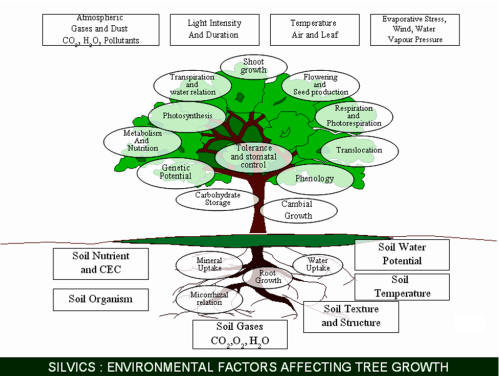 Atmospheric
Gases and Dust
CO2, H2O, Pollutants
Light Intensity
And Duration
Temperature
Air and Leaf
Evaporative Stress,
Wind, Water
Vapour Pressure
Shoot
growth
Transpiration
and
water relation
Flowering
and
Seed production
Photosynthesis
Respiration
and
Photorespiration
Metabolism
And
Nutrition
Tolerance
and stomatal
control
Translocation
Genetic
Potential
Phenology
Carbohydrate
Storage
Cambial
Growth
Soil Nutrient
and CEC
Mineral
Uptake
Water
Uptake
Soil Water
Potential
Root
Growth
Soil
Temperature
Soil Organism
Micorrhizal
relation
Soil Texture
and Structure
Soil Gases
CO2,O2, H2O
SILVICS : ENVIRONMENTAL FACTORS AFFECTING TREE GROWTH